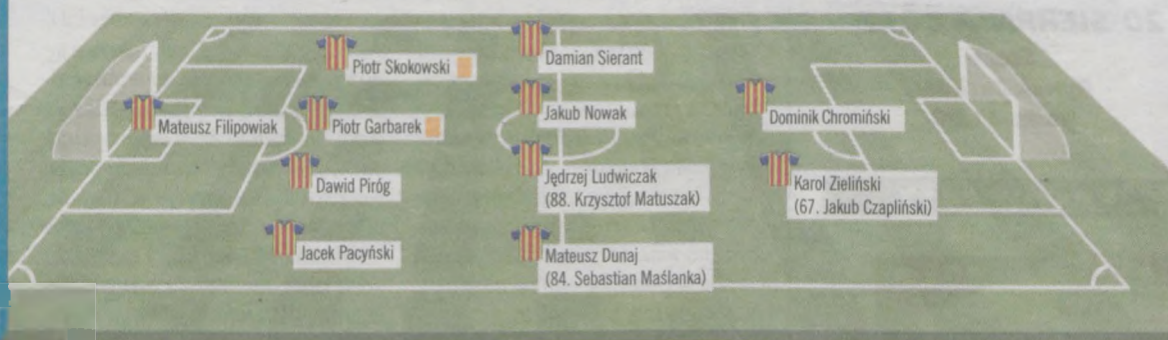 Piotr Skokowski
Damian Sierant
Mateusz Filipowiak
Piotr Garbarek
Jakub Nowak
Dominik Chromiński
Dawid Piróg
Jędrzej Ludwiczak
(88. Krzysztof Matuszak)
Karol Zieliński
(67. Jakub Czapliński)
Jacek Pacyński
Mateusz Dunaj
(84. Sebastian Maślanka)